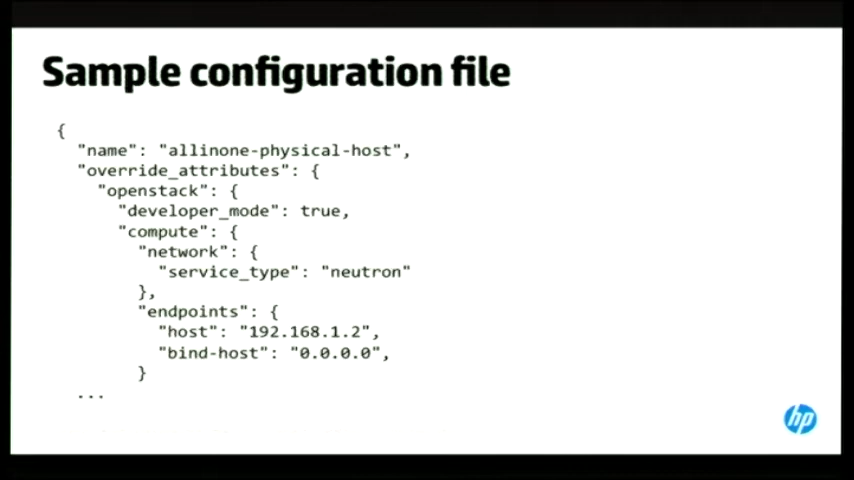 Sample configuration file
{
"name": "allinone-physical-host",
"override_attributes": {
"openstack": {
"developer_mode": true,
"compute": {
"network": {
"service_type": "neutron"
},
"endpoints": {
"host": "192.168.1.2",
"bind-host": "0.0.0.0",
}
...
hp